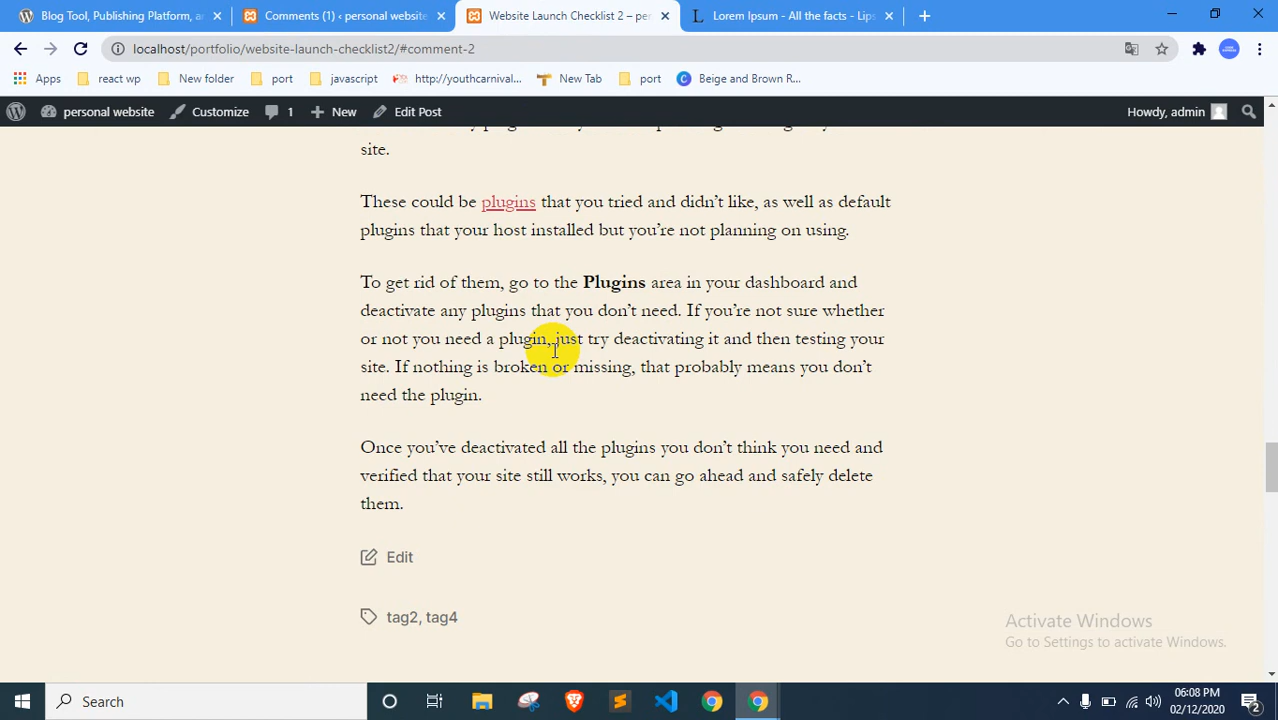 Blog Tool, Publishing Platform, a
Comments (1) ‹ personal website
Website Launch Checklist 2 – per
Lorem Ipsum - All the facts - Lips
localhost/portfolio/website-launch-checklist2/#comment-2
Apps
react wp
New folder
port
javascript
http://youthcarnival...
New Tab
port
Beige and Brown R...
personal website
Customize
1
New
Edit Post
Howdy, admin
site.
These could be plugins that you tried and didn’t like, as well as default
plugins that your host installed but you’re not planning on using.
To get rid of them, go to the Plugins area in your dashboard and
deactivate any plugins that you don’t need. If you’re not sure whether
or not you need a plugin, just try deactivating it and then testing your
site. If nothing is broken or missing, that probably means you don’t
need the plugin.
Once you’ve deactivated all the plugins you don’t think you need and
verified that your site still works, you can go ahead and safely delete
them.
Edit
tag2, tag4
Activate Windows
Go to Settings to activate Windows.
Search
06:08 PM
02/12/2020
2